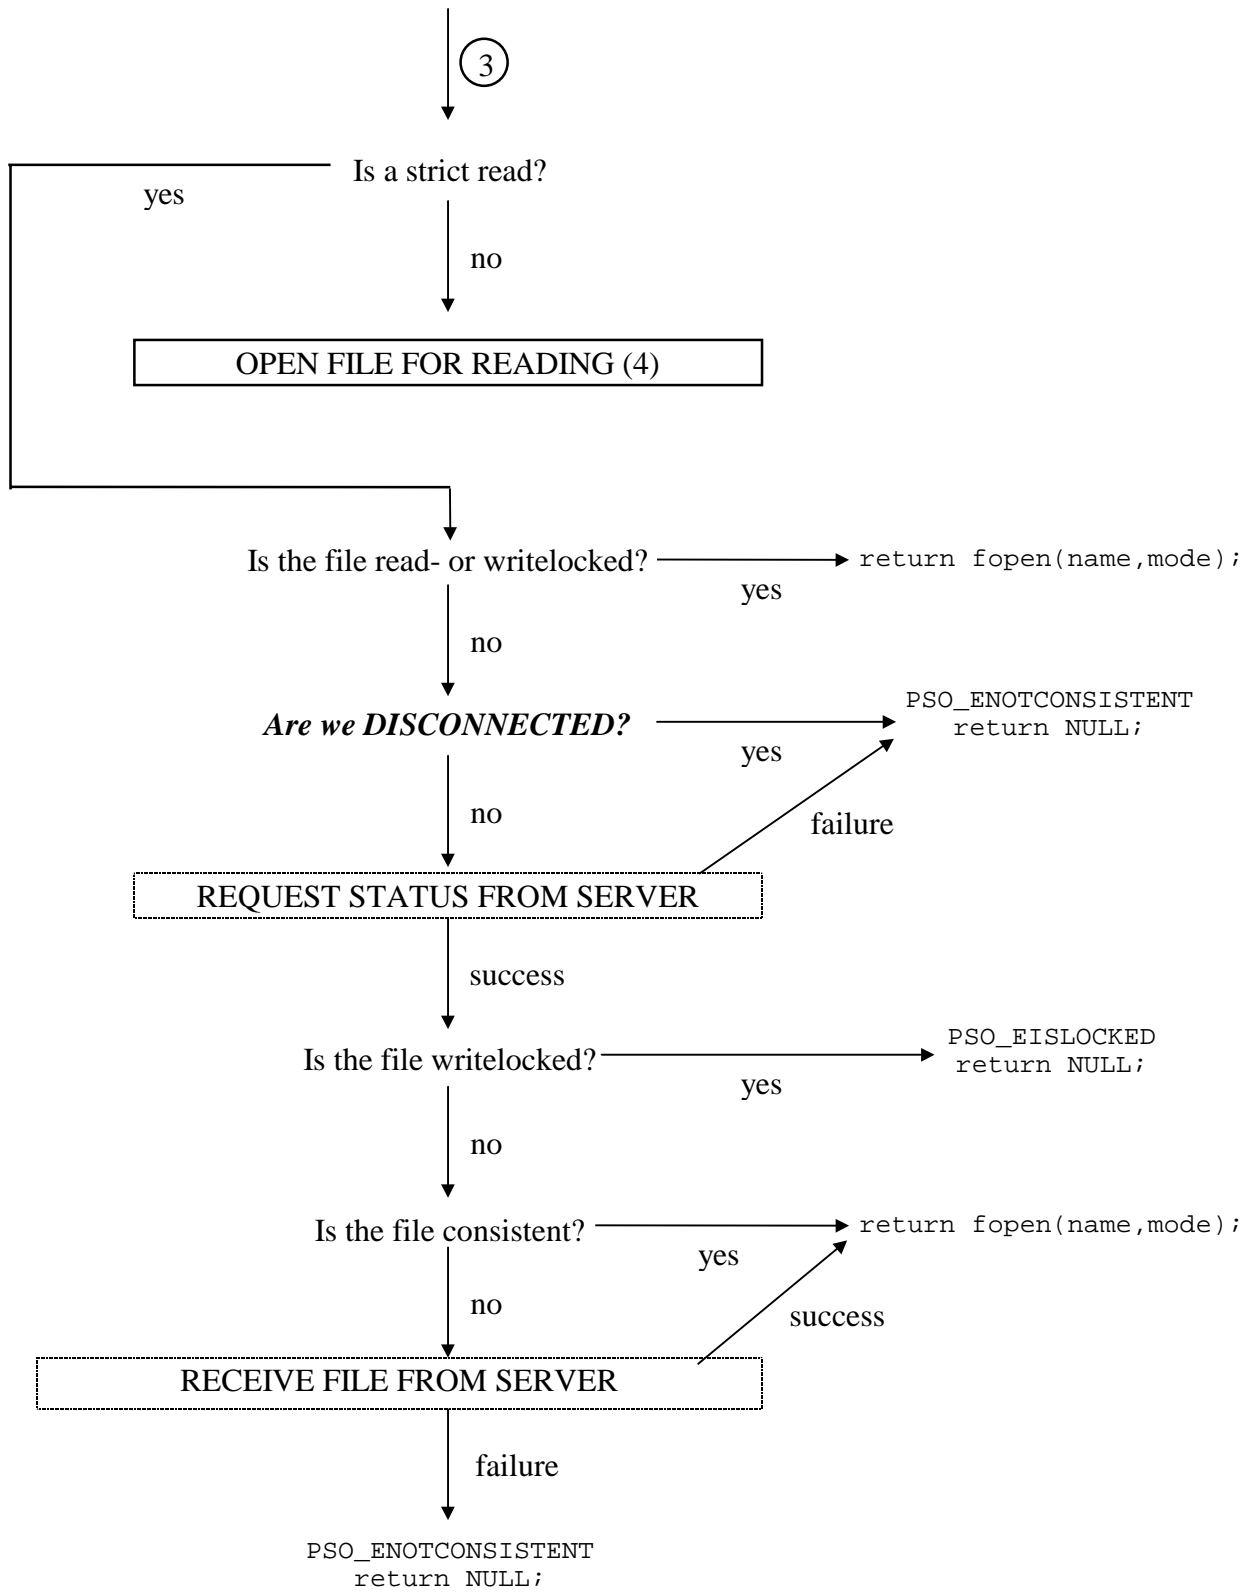 3
Is a strict read?
yes
no
OPEN FILE FOR READING (4)
Is the file read- or writelocked?
return fopen(name,mode);
yes
no
PSO_ENOTCONSISTENT
return NULL;
Are we DISCONNECTED?
yes
no
failure
REQUEST STATUS FROM SERVER
success
PSO_EISLOCKED
return NULL;
Is the file writelocked?
yes
no
Is the file consistent?
return fopen(name,mode);
yes
no
success
RECEIVE FILE FROM SERVER
failure
PSO_ENOTCONSISTENT
return NULL;